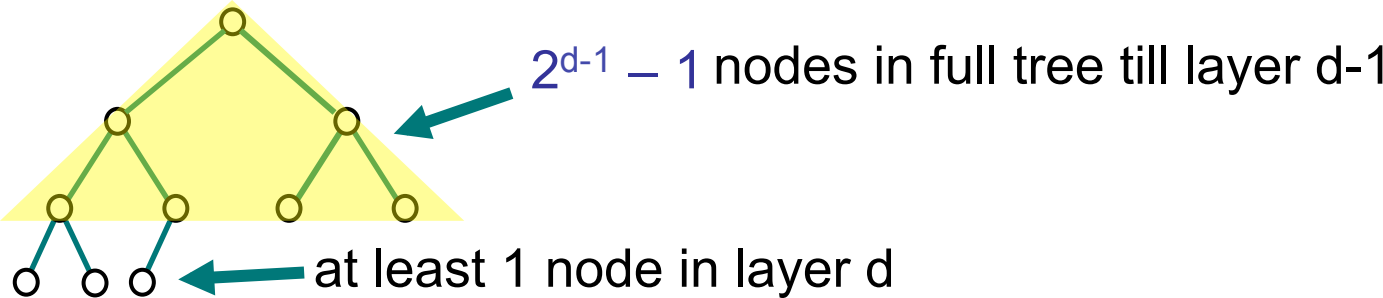 2^{d-1} – 1 nodes in full tree till layer d-1
at least 1 node in layer d